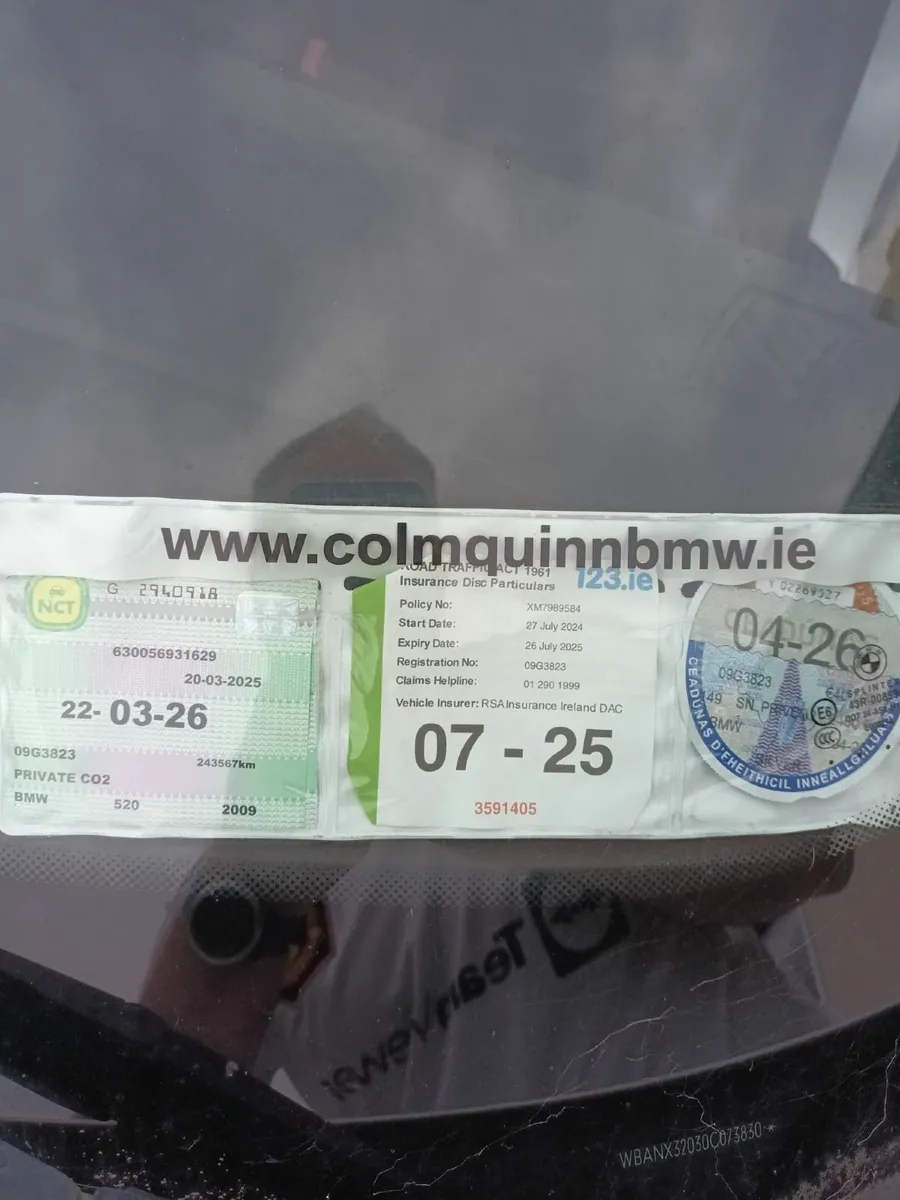 www.colmquinnbmw.ie
NCT
G 2940918
630056931629
20-03-2025
22- 03-26
09G3823
243567km
PRIVATE CO2
BMW 520 2009
ROAD TRAFFIC ACT 1961
Insurance Disc Particulars
123.ie
Policy No: XM7989584
Start Date: 27 July 2024
Expiry Date: 26 July 2025
Registration No: 09G3823
Claims Helpline: 01 290 1999
Vehicle Insurer: RSA Insurance Ireland DAC
07 - 25
3591405
04-26
09G3823
BMW
E6
CCC
WBANX32030C073830